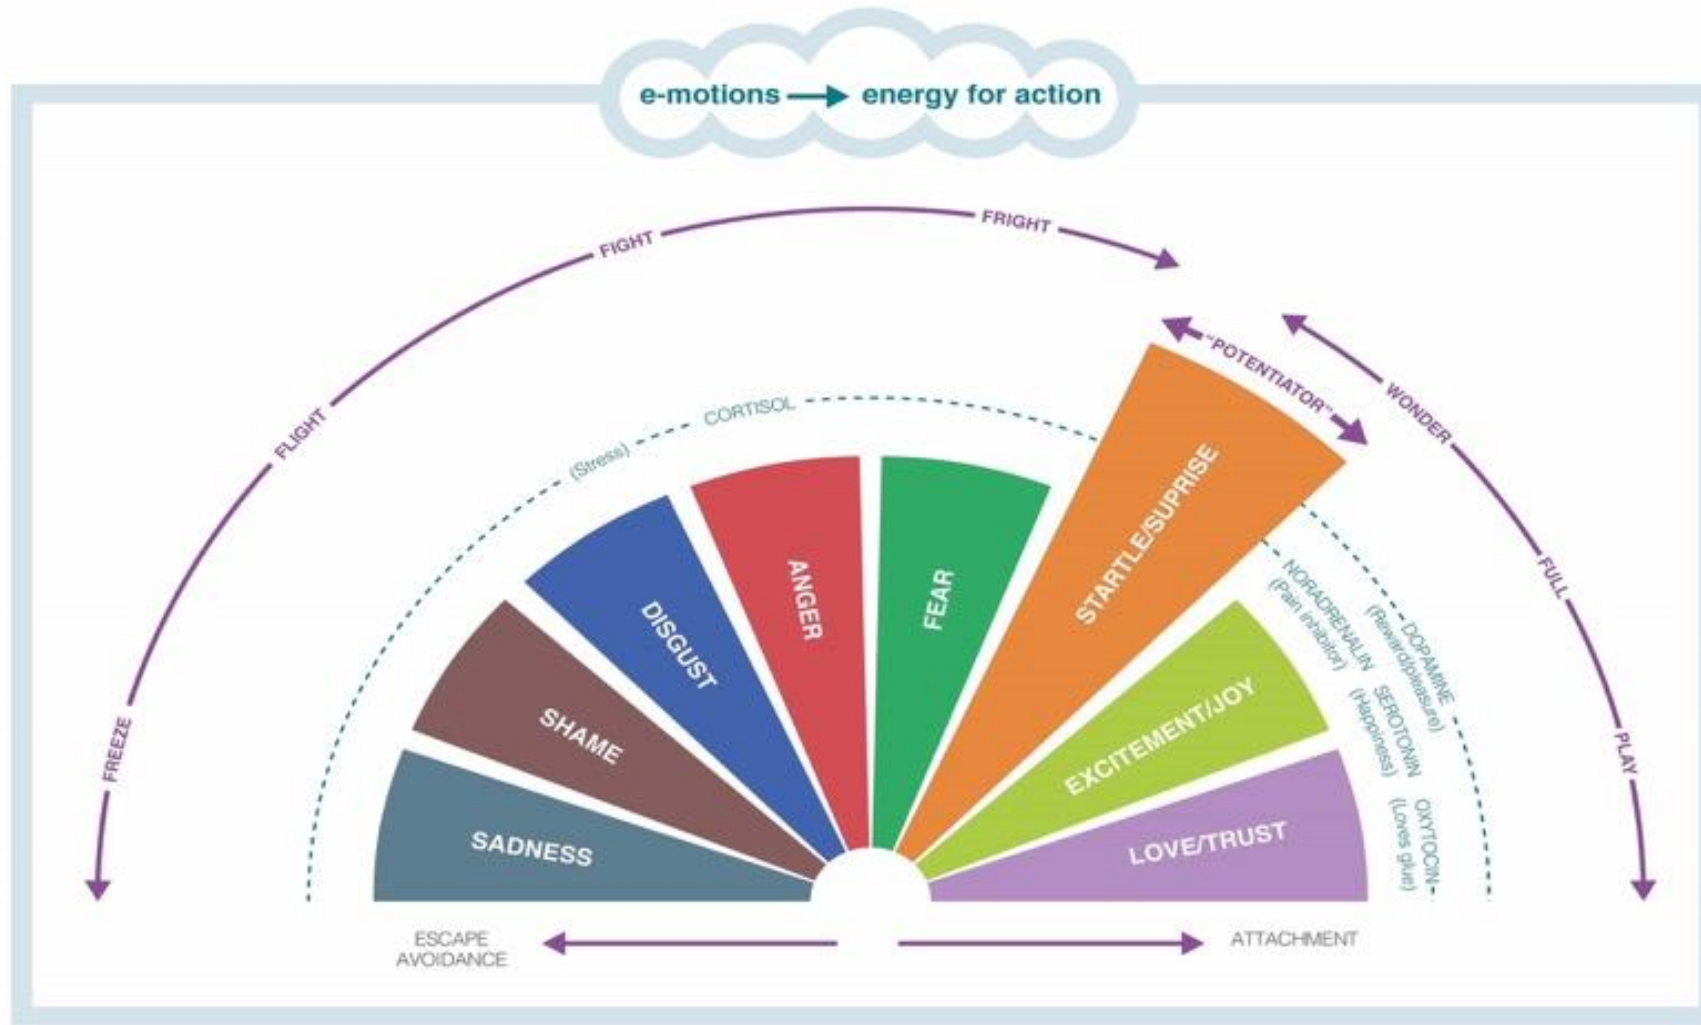 e-motions → energy for action
FREEZE
FLIGHT
FIGHT
FRIGHT
"POTENTIATOR"
WONDER
FULL
PLAY
(Stress)
CORTISOL
NORADRENALIN
(Pain inhibitor)
DOPAMINE
(Reward/pleasure)
SEROTONIN
(Happiness)
OXYTOCIN
(Loves glue)
SADNESS
SHAME
DISGUST
ANGER
FEAR
STARTLE/SUPRISE
EXCITEMENT/JOY
LOVE/TRUST
ESCAPE
AVOIDANCE
ATTACHMENT